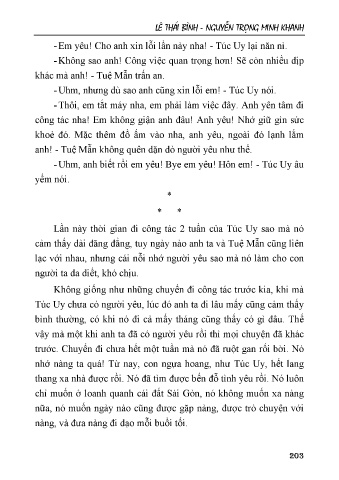 LÊ THÁI BÌNH - NGUYỄN TRỌNG MINH KHANH
- Em yêu! Cho anh xin lỗi lần này nha! - Túc Uy lại năn nỉ.
- Không sao anh! Công việc quan trọng hơn! Sẽ còn nhiều dịp
khác mà anh! - Tuệ Mẫn trấn an.
- Uhm, nhưng dù sao anh cũng xin lỗi em! - Túc Uy nói.
- Thôi, em tắt máy nha, em phải làm việc đây. Anh yên tâm đi
công tác nha! Em không giận anh đâu! Anh yêu! Nhớ giữ gìn sức
khoẻ đó. Mặc thêm đồ ấm vào nha, anh yêu, ngoài đó lạnh lắm
anh! - Tuệ Mẫn không quên dặn dò người yêu như thế.
- Uhm, anh biết rồi em yêu! Bye em yêu! Hôn em! - Túc Uy âu
yếm nói.
*
* *
Lần này thời gian đi công tác 2 tuần của Túc Uy sao mà nó
cảm thấy dài đăng đẳng, tuy ngày nào anh ta và Tuệ Mẫn cũng liên
lạc với nhau, nhưng cái nỗi nhớ người yêu sao mà nó làm cho con
người ta da diết, khó chịu.
Không giống như những chuyến đi công tác trước kia, khi mà
Túc Uy chưa có người yêu, lúc đó anh ta đi lâu mấy cũng cảm thấy
bình thường, có khi nó đi cả mấy tháng cũng chẳng có gì đâu. Thế
vậy mà một khi anh ta đã có người yêu rồi thì mọi chuyện đã khác
trước. Chuyến đi chưa hết một tuần mà nó đã ruột gan rối bời. Nó
nhớ nàng ta quá! Từ nay, con ngựa hoang, như Túc Uy, hết lang
thang xa nhà được rồi. Nó đã tìm được bến đỗ tình yêu rồi. Nó luôn
chỉ muốn ở loanh quanh cái đất Sài Gòn, nó không muốn xa nàng
nữa, nó muốn ngày nào cũng được gặp nàng, được trò chuyện với
nàng, và đưa nàng đi dạo mỗi buổi tối.
203